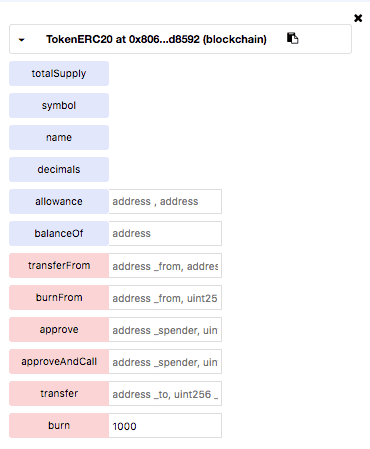 TokenERC20 at 0x806...d8592 (blockchain)
totalSupply
symbol
name
decimals
allowance address , address
balanceOf address
transferFrom address _from, addres
burnFrom address _from, uint25
approve address _spender, uin
approveAndCall address _spender, uin
transfer address _to, uint256 _
burn 1000